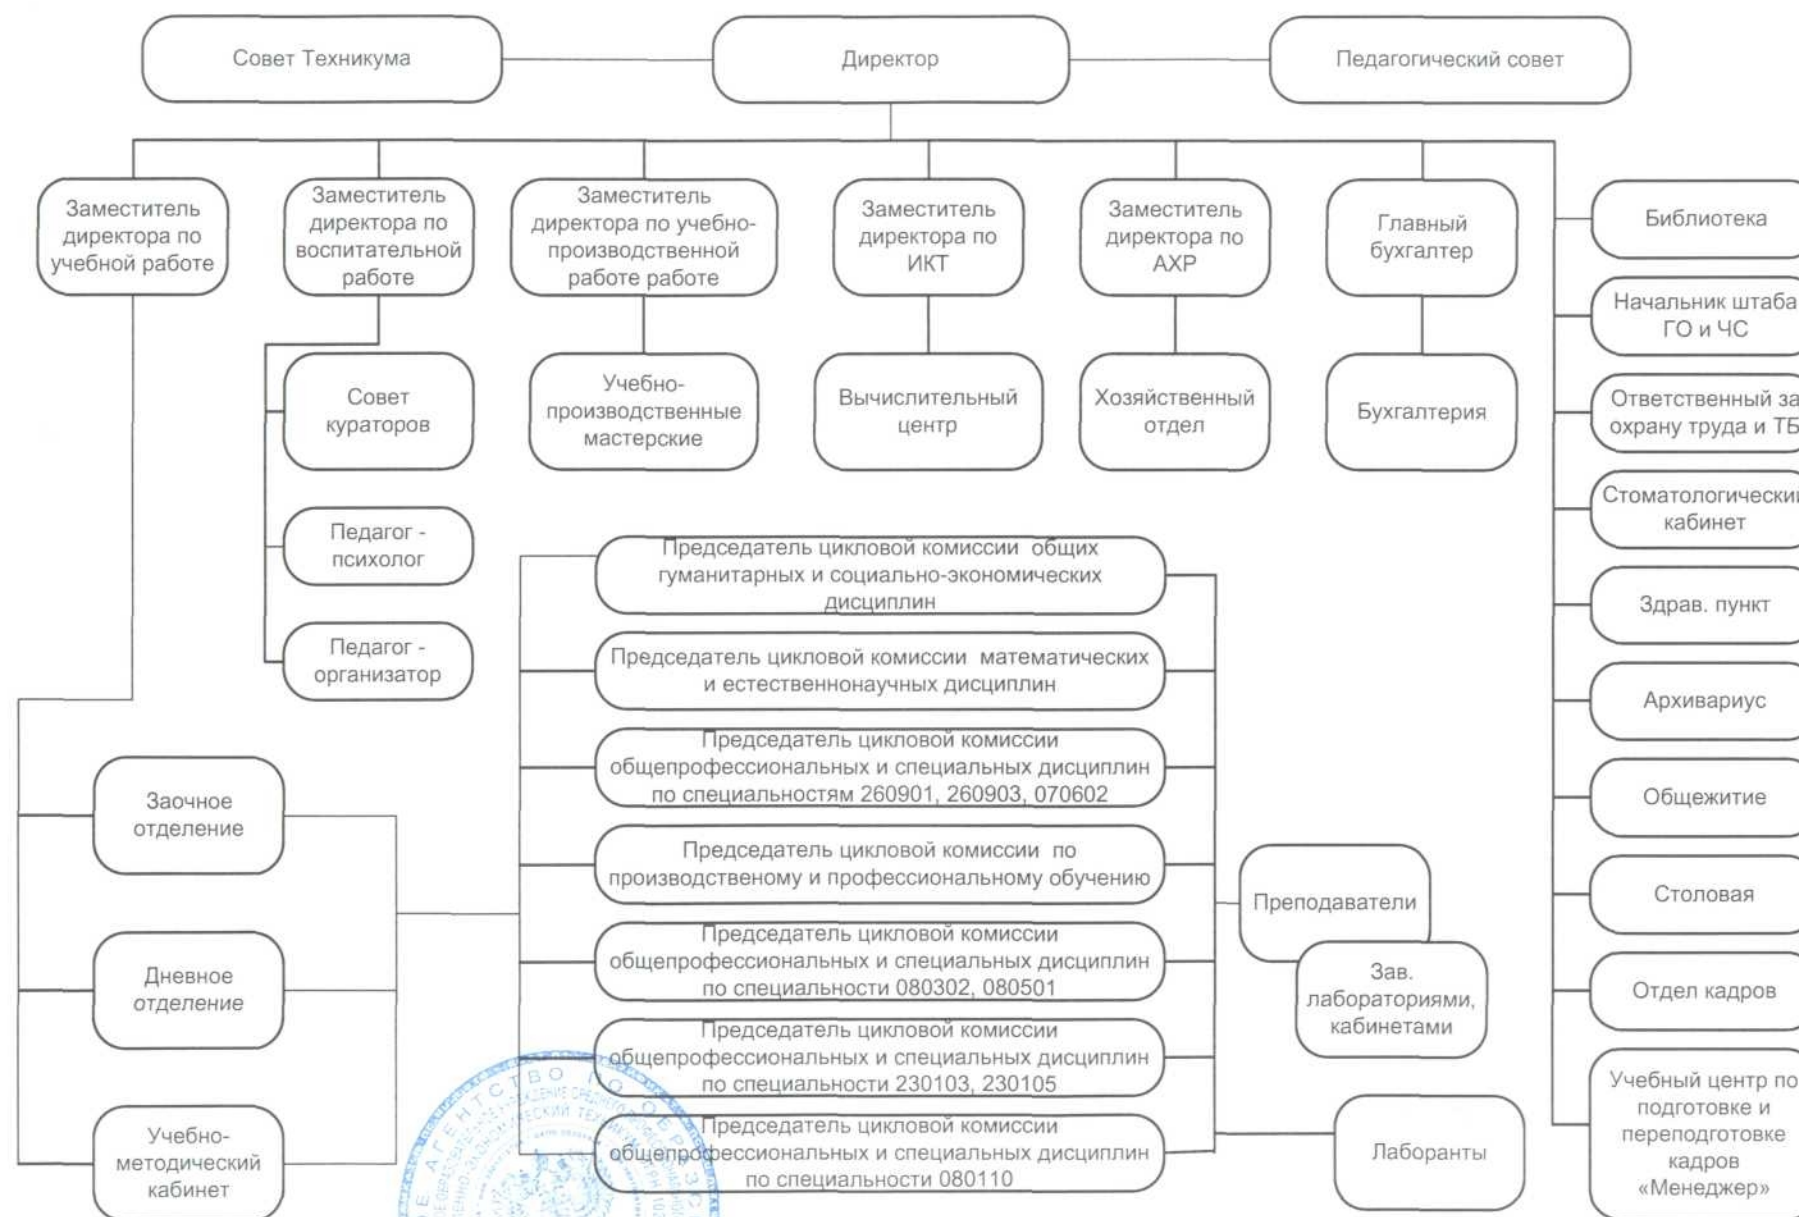 Совет Техникума
Директор
Педагогический совет
Заместитель
директора по
учебной работе
Заместитель
директора по
воспитательной
работе
Заместитель
директора по учебно-
производственной
работе работе
Заместитель
директора по
ИКТ
Заместитель
директора по
АХР
Главный
бухгалтер
Библиотека
Начальник штаба
ГО и ЧС
Ответственный за
охрану труда и ТБ
Стоматологический
кабинет
Здрав. пункт
Архивариус
Общежитие
Столовая
Отдел кадров
Учебный центр по
подготовке и
переподготовке
кадров
«Менеджер»
Совет
кураторов
Педагог -
психолог
Педагог -
организатор
Учебно-
производственные
мастерские
Вычислительный
центр
Хозяйственный
отдел
Бухгалтерия
Заочное
отделение
Дневное
отделение
Учебно-
методический
кабинет
Председатель цикловой комиссии общих
гуманитарных и социально-экономических
дисциплин
Председатель цикловой комиссии математических
и естественнонаучных дисциплин
Председатель цикловой комиссии
общепрофессиональных и специальных дисциплин
по специальностям 260901, 260903, 070602
Председатель цикловой комиссии по
производственому и профессиональному обучению
Председатель цикловой комиссии
общепрофессиональных и специальных дисциплин
по специальности 080302, 080501
Председатель цикловой комиссии
общепрофессиональных и специальных дисциплин
по специальности 230103, 230105
Председатель цикловой комиссии
общепрофессиональных и специальных дисциплин
по специальности 080110
Преподаватели
Зав.
лабораториями,
кабинетами
Лаборанты
АГЕНТСТВО ПО